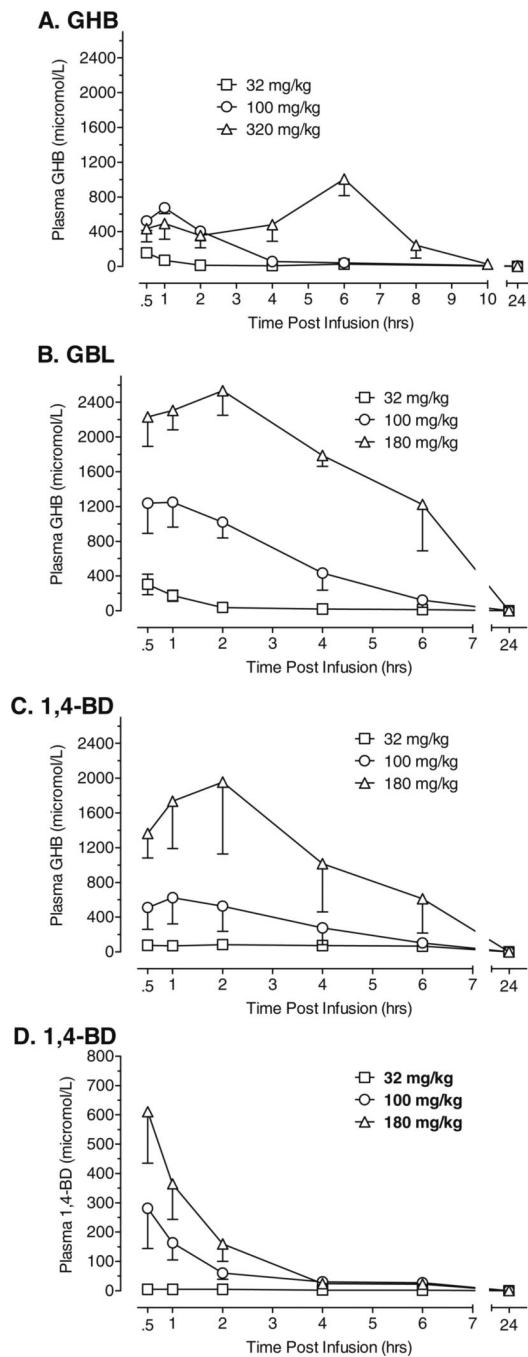 A. GHB
Plasma GHB (micromol/L)
2400
2000
1600
1200
800
400
0
32 mg/kg
100 mg/kg
320 mg/kg
.5 1 2 3 4 5 6 7 8 9 10 24
Time Post Infusion (hrs)
B. GBL
Plasma GHB (micromol/L)
2400
2000
1600
1200
800
400
0
32 mg/kg
100 mg/kg
180 mg/kg
.5 1 2 3 4 5 6 7 24
Time Post Infusion (hrs)
C. 1,4-BD
Plasma GHB (micromol/L)
2400
2000
1600
1200
800
400
0
32 mg/kg
100 mg/kg
180 mg/kg
.5 1 2 3 4 5 6 7 24
Time Post Infusion (hrs)
D. 1,4-BD
Plasma 1,4-BD (micromol/L)
800
700
600
500
400
300
200
100
0
32 mg/kg
100 mg/kg
180 mg/kg
.5 1 2 3 4 5 6 7 24
Time Post Infusion (hrs)